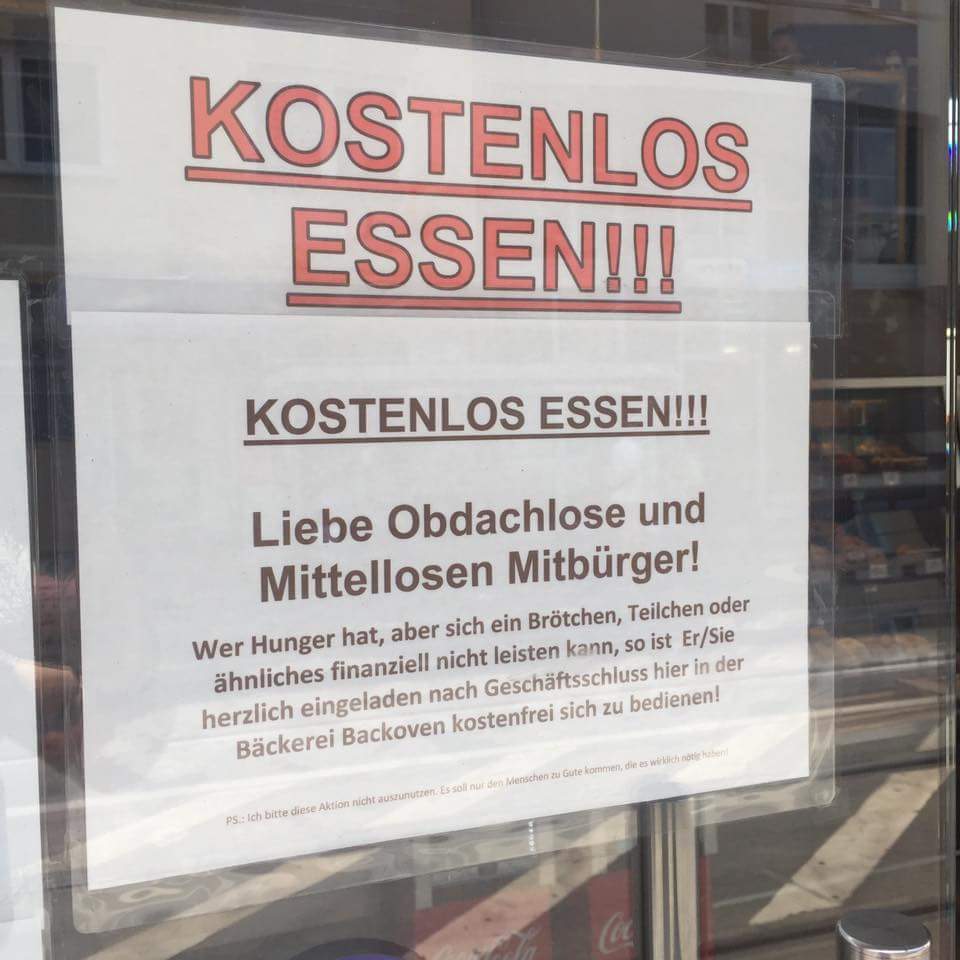 KOSTENLOS
ESSEN!!!
KOSTENLOS ESSEN!!!
Liebe Obdachlose und
Mittellosen Mitbürger!
Wer Hunger hat, aber sich ein Brötchen, Teilchen oder
ähnliches finanziell nicht leisten kann, so ist Er/Sie
herzlich eingeladen nach Geschäftsschluss hier in der
Bäckerei Backoven kostenfrei sich zu bedienen!
PS.: Ich bitte diese Aktion nicht auszunutzen. Es soll nur den Menschen zu Gute kommen, die es wirklich nötig haben!
Coca-Cola
Coc